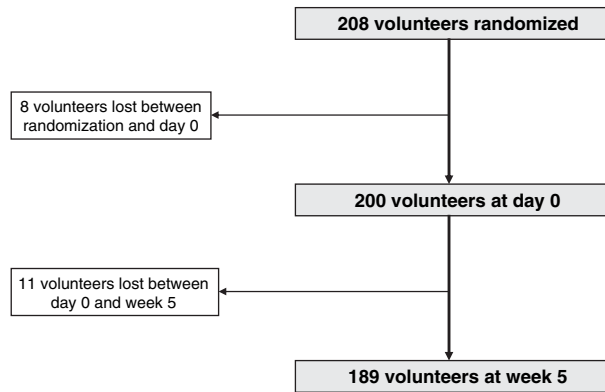 208 volunteers randomized
8 volunteers lost between
randomization and day 0
200 volunteers at day 0
11 volunteers lost between
day 0 and week 5
189 volunteers at week 5